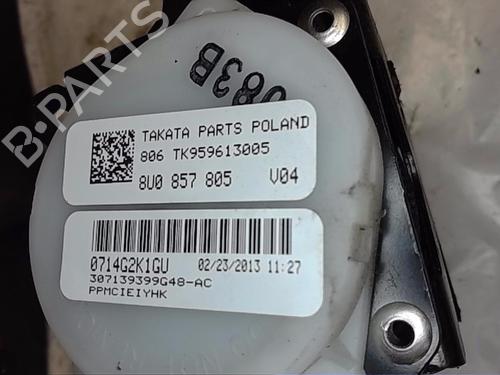 083B
TAKATA PARTS POLAND
806 TK959613005
8U0 857 805 V04
0714G2K1GU 02/23/2013 11:27
307139399G48-AC
PPMCIEIYHK